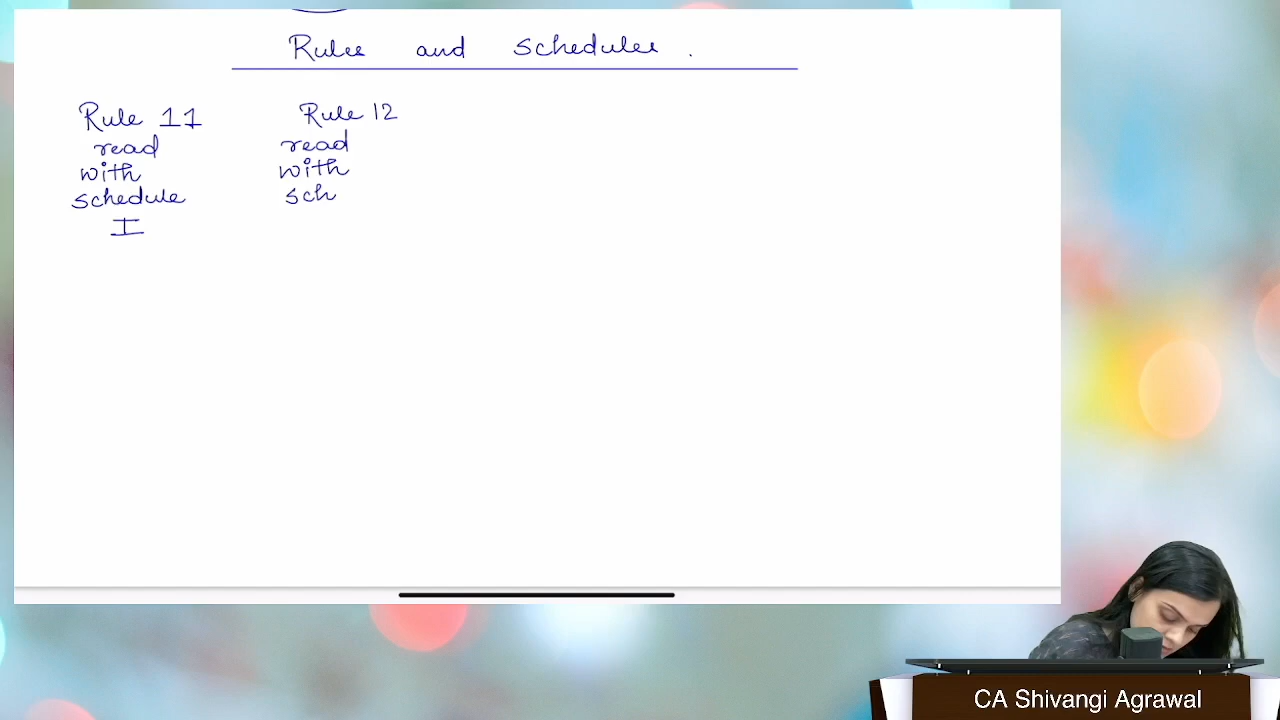 Rules and Schedules .
Rule 11
read
with
schedule
I
Rule 12
read
with
sch
CA Shivangi Agrawal